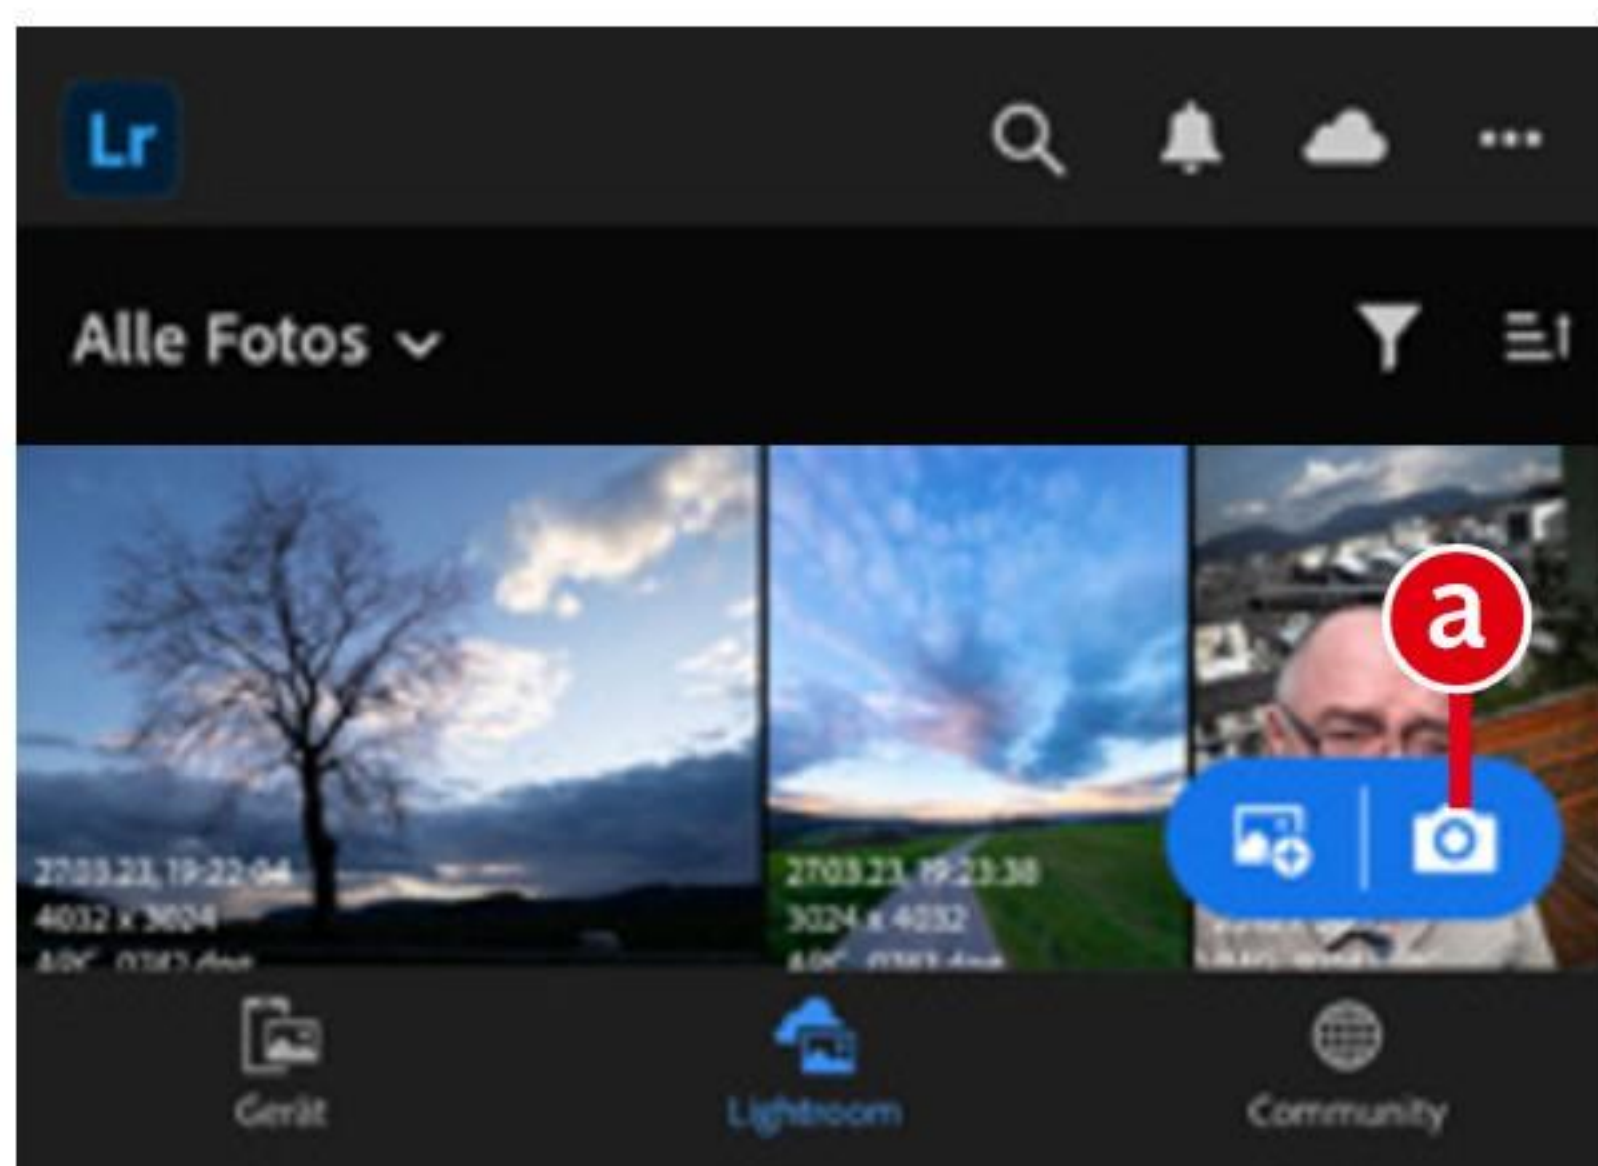 Lr
Alle Fotos
a
27.03.23, 19:22:04
4032 x 3024
27.03.23, 19:23:38
3024 x 4032
Gerät
Lightroom
Community